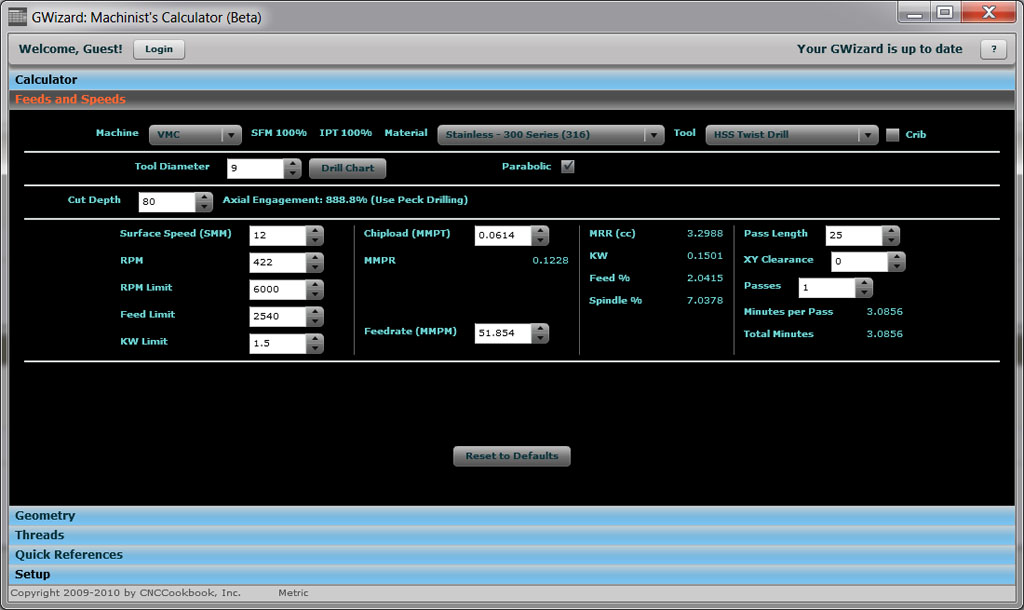 GWizard: Machinist's Calculator (Beta)
Welcome, Guest! Login Your GWizard is up to date ?
Calculator
Feeds and Speeds
Machine VMC SFM 100% IPT 100% Material Stainless - 300 Series (316) Tool HSS Twist Drill Crib
Tool Diameter 9 Drill Chart Parabolic
Cut Depth 80 Axial Engagement: 888.8% (Use Peck Drilling)
Surface Speed (SMM) 12
RPM 422
RPM Limit 6000
Feed Limit 2540
KW Limit 1.5
Chipload (MMPT) 0.0614
MMPR 0.1228
Feedrate (MMPM) 51.854
MRR (cc) 3.2988
KW 0.1501
Feed % 2.0415
Spindle % 7.0378
Pass Length 25
XY Clearance 0
Passes 1
Minutes per Pass 3.0856
Total Minutes 3.0856
Reset to Defaults
Geometry
Threads
Quick References
Setup
Copyright 2009-2010 by CNCCookbook, Inc. Metric